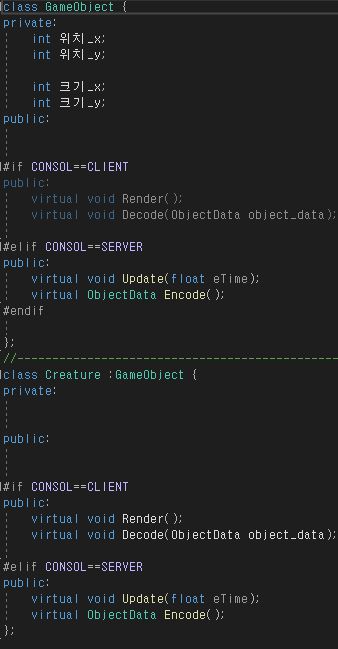 class GameObject {
private:
    int 위치_x;
    int 위치_y;

    int 크기_x;
    int 크기_y;
public:


#if CONSOL==CLIENT
public:
    virtual void Render();
    virtual void Decode(ObjectData object_data);

#elif CONSOL==SERVER
public:
    virtual void Update(float eTime);
    virtual ObjectData Encode();
#endif

};
//-----------------------------------------------
class Creature :GameObject {
private:


public:


#if CONSOL==CLIENT
public:
    virtual void Render();
    virtual void Decode(ObjectData object_data);

#elif CONSOL==SERVER
public:
    virtual void Update(float eTime);
    virtual ObjectData Encode();
};